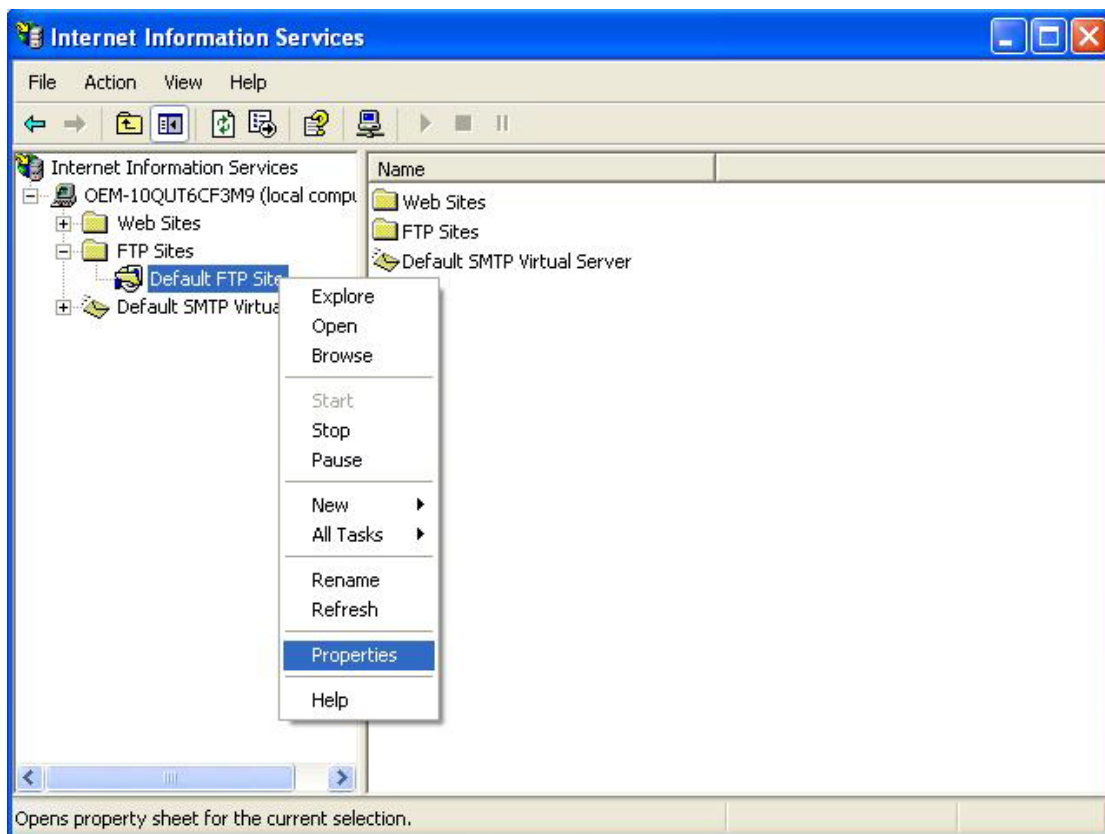 Internet Information Services
File Action View Help
Internet Information Services
OEM-10QUT6CF3M9 (local compu
Web Sites
FTP Sites
Default FTP Site
Default SMTP Virtua
Name
Web Sites
FTP Sites
Default SMTP Virtual Server
Explore
Open
Browse
Start
Stop
Pause
New
All Tasks
Rename
Refresh
Properties
Help
Opens property sheet for the current selection.